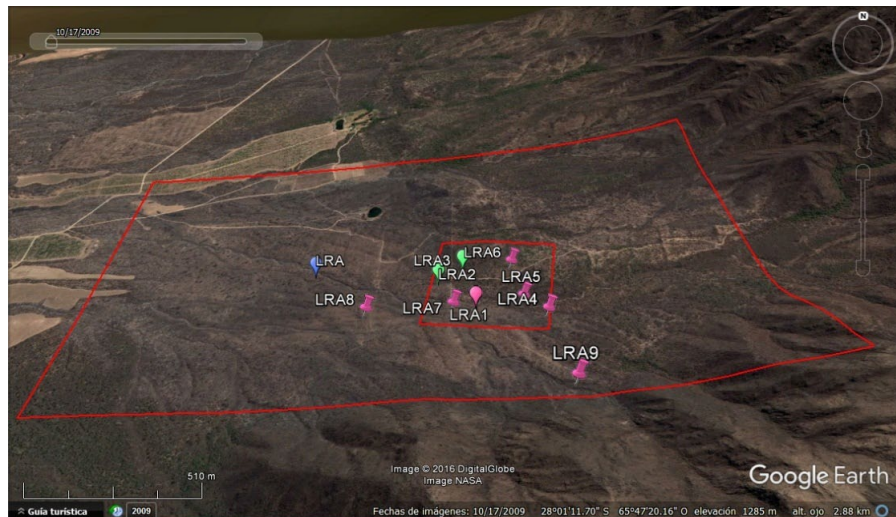 10/17/2009
N
LRA
LRA3
LRA6
LRA2
LRA5
LRA8
LRA7
LRA4
LRA1
LRA9
510 m
Image © 2016 DigitalGlobe
Image NASA
Google Earth
Guía turística
2009
Fechas de imágenes: 10/17/2009 28°01'11.70" S 65°47'20.16" O elevación 1285 m alt. ojo 2.88 km